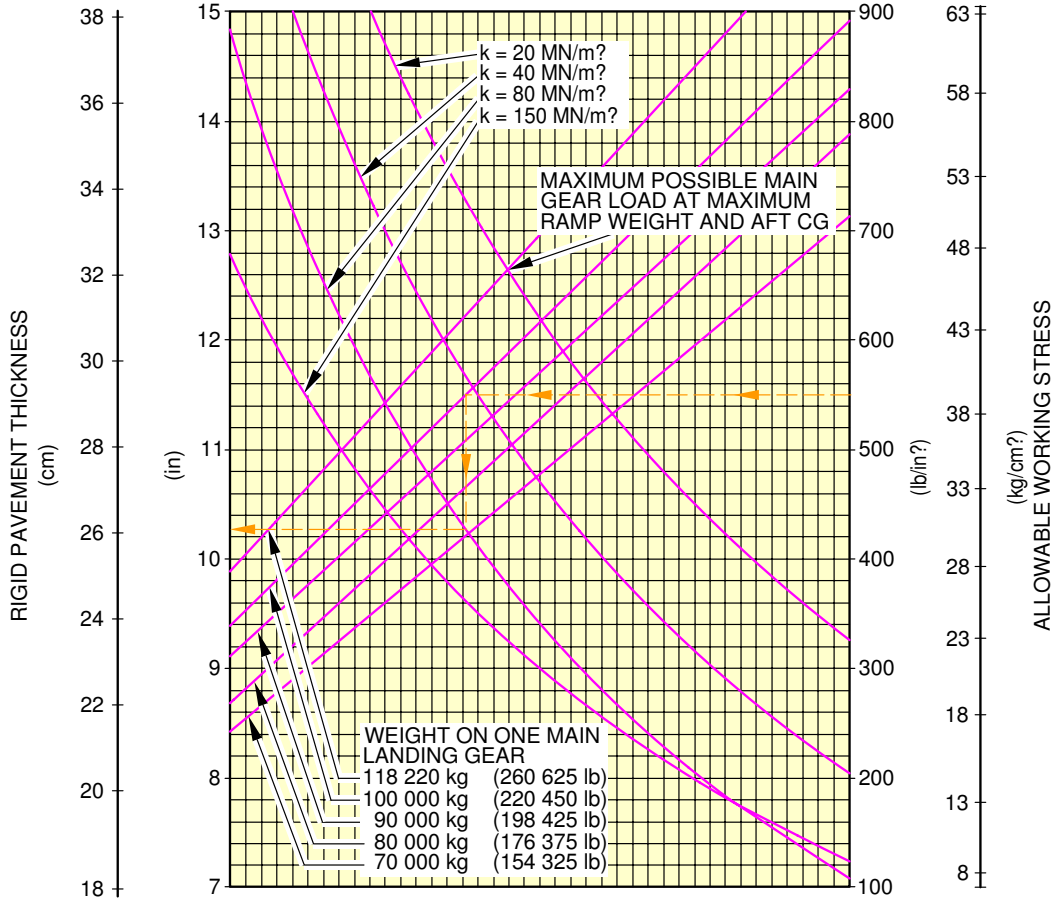 RIGID PAVEMENT THICKNESS
(cm)
38
36
34
32
30
28
26
24
22
20
18
(in)
15
14
13
12
11
10
9
8
7
k = 20 MN/m?
k = 40 MN/m?
k = 80 MN/m?
k = 150 MN/m?
MAXIMUM POSSIBLE MAIN
GEAR LOAD AT MAXIMUM
RAMP WEIGHT AND AFT CG
WEIGHT ON ONE MAIN
LANDING GEAR
118 220 kg (260 625 lb)
100 000 kg (220 450 lb)
90 000 kg (198 425 lb)
80 000 kg (176 375 lb)
70 000 kg (154 325 lb)
900
800
700
600
500
400
300
200
100
(lb/in?)
63
58
53
48
43
38
33
28
23
18
13
8
(kg/cm?)
ALLOWABLE WORKING STRESS